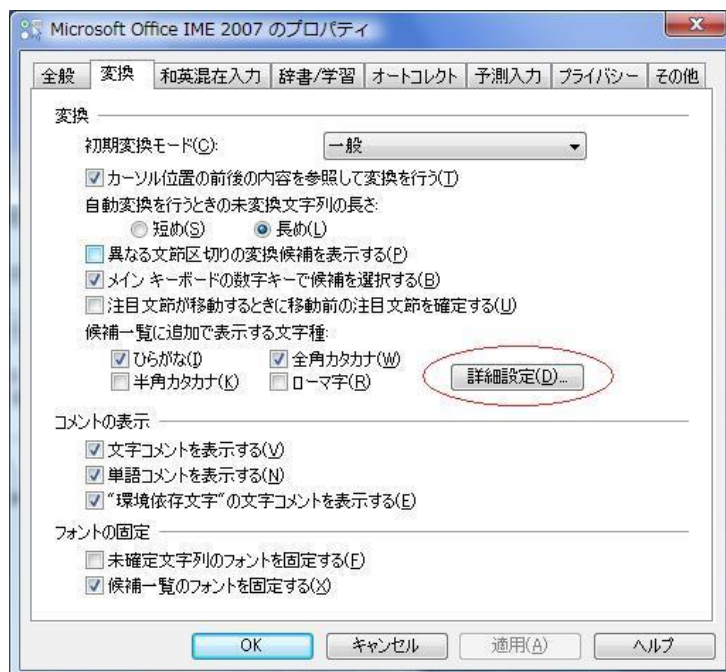 Microsoft Office IME 2007 のプロパティ
全般 変換 和英混在入力 辞書/学習 オートコレクト 予測入力 プライバシー その他
変換
初期変換モード(C): 一般
カーソル位置の前後の内容を参照して変換を行う(T)
自動変換を行うときの未変換文字列の長さ:
短め(S) 長め(L)
異なる文節区切りの変換候補を表示する(P)
メイン キーボードの数字キーで候補を選択する(B)
注目文節が移動するときに移動前の注目文節を確定する(U)
候補一覧に追加で表示する文字種:
ひらがな(I) 全角カタカナ(W)
半角カタカナ(K) ローマ字(R) 詳細設定(D)...
コメントの表示
文字コメントを表示する(V)
単語コメントを表示する(N)
"環境依存文字"の文字コメントを表示する(E)
フォントの固定
未確定文字列のフォントを固定する(F)
候補一覧のフォントを固定する(X)
OK キャンセル 適用(A) ヘルプ